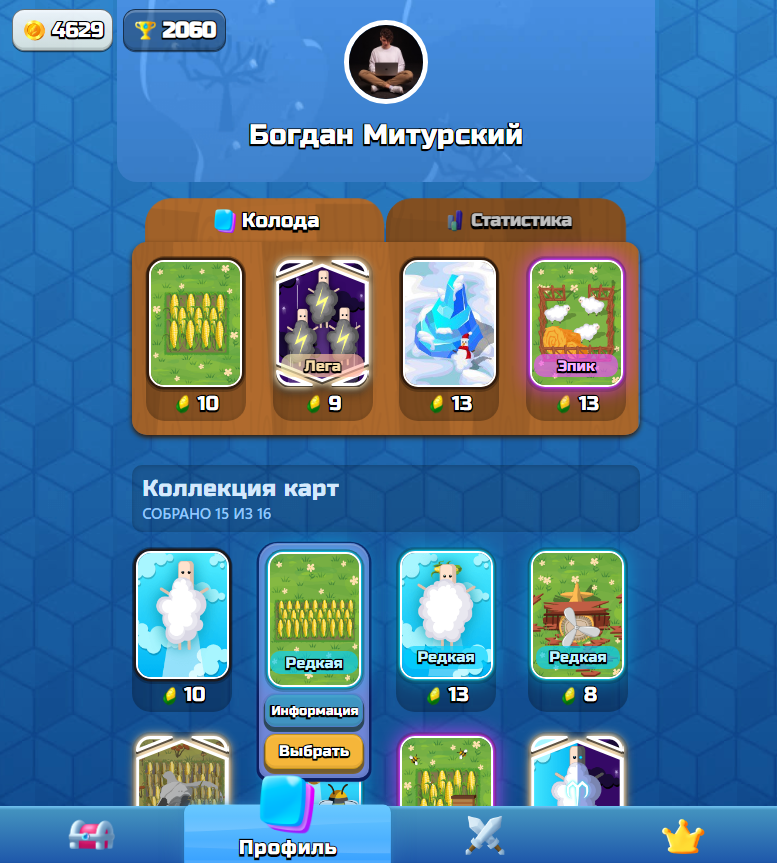 4629
2060
Богдан Митурский
Колода
Статистика
Лега
Эпик
10
9
13
13
Коллекция карт
СОБРАНО 15 ИЗ 16
Редкая
Редкая
Редкая
10
13
8
Информация
Выбрать
Профиль